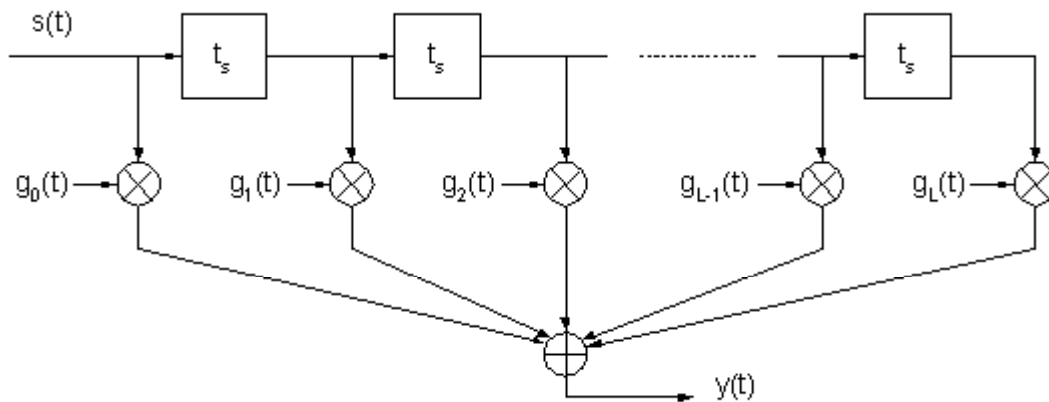 s(t)
t_s t_s t_s
g_0(t) g_1(t) g_2(t) g_{L-1}(t) g_L(t)
y(t)